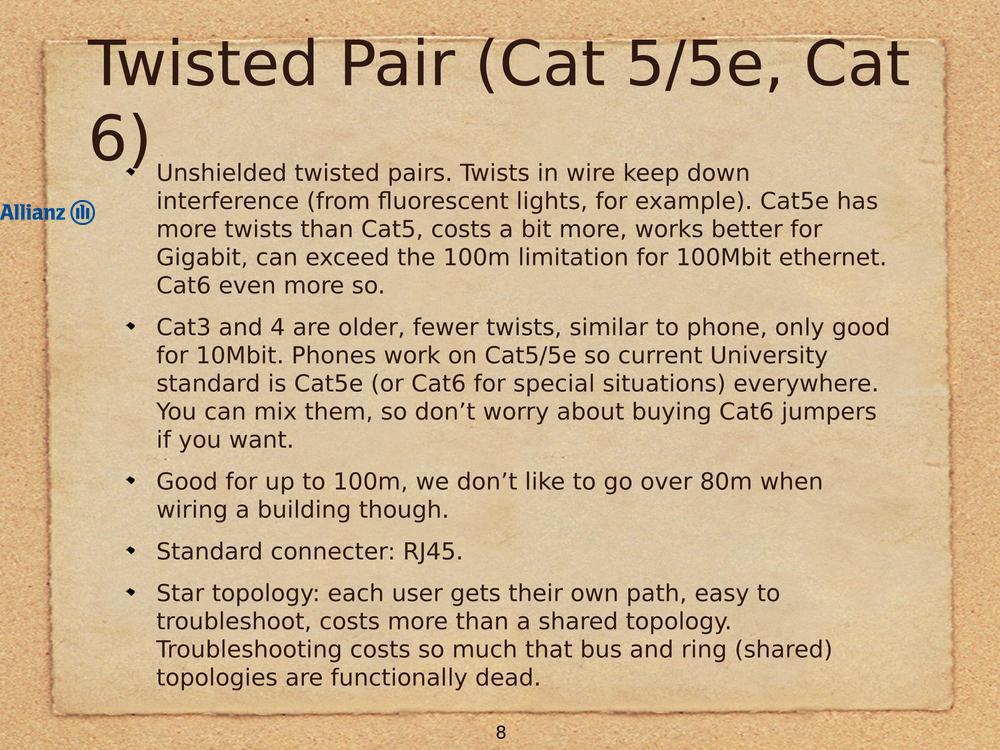 Twisted Pair (Cat 5/5e, Cat
6)
Allianz
Unshielded twisted pairs. Twists in wire keep down
interference (from fluorescent lights, for example). Cat5e has
more twists than Cat5, costs a bit more, works better for
Gigabit, can exceed the 100m limitation for 100Mbit ethernet.
Cat6 even more so.
Cat3 and 4 are older, fewer twists, similar to phone, only good
for 10Mbit. Phones work on Cat5/5e so current University
standard is Cat5e (or Cat6 for special situations) everywhere.
You can mix them, so don’t worry about buying Cat6 jumpers
if you want.
Good for up to 100m, we don’t like to go over 80m when
wiring a building though.
Standard connecter: RJ45.
Star topology: each user gets their own path, easy to
troubleshoot, costs more than a shared topology.
Troubleshooting costs so much that bus and ring (shared)
topologies are functionally dead.
8